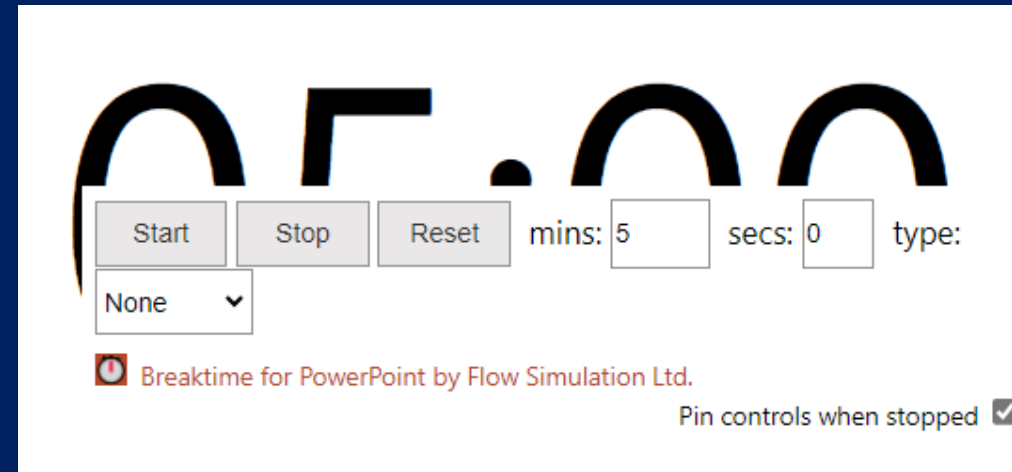 05:00
Start Stop Reset mins: 5 secs: 0 type:
None
Breaktime for PowerPoint by Flow Simulation Ltd.
Pin controls when stopped